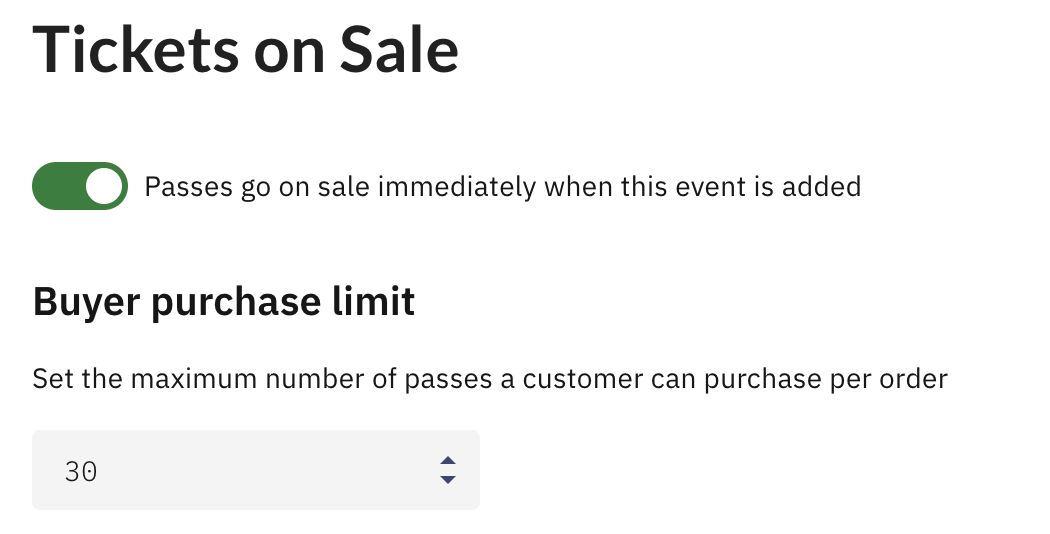 Tickets on Sale
Passes go on sale immediately when this event is added
Buyer purchase limit
Set the maximum number of passes a customer can purchase per order
30